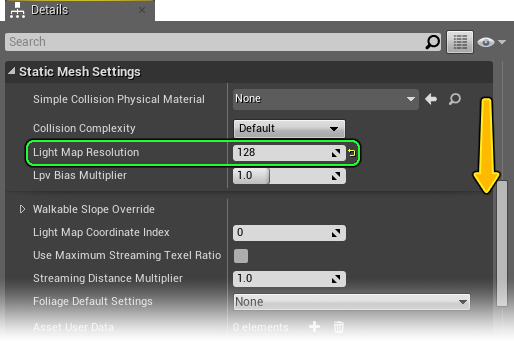 Details
Search
Static Mesh Settings
Simple Collision Physical Material None
Collision Complexity Default
Light Map Resolution 128
Lpv Bias Multiplier 1.0
Walkable Slope Override
Light Map Coordinate Index 0
Use Maximum Streaming Texel Ratio
Streaming Distance Multiplier 1.0
Foliage Default Settings None
Asset User Data 0 elements